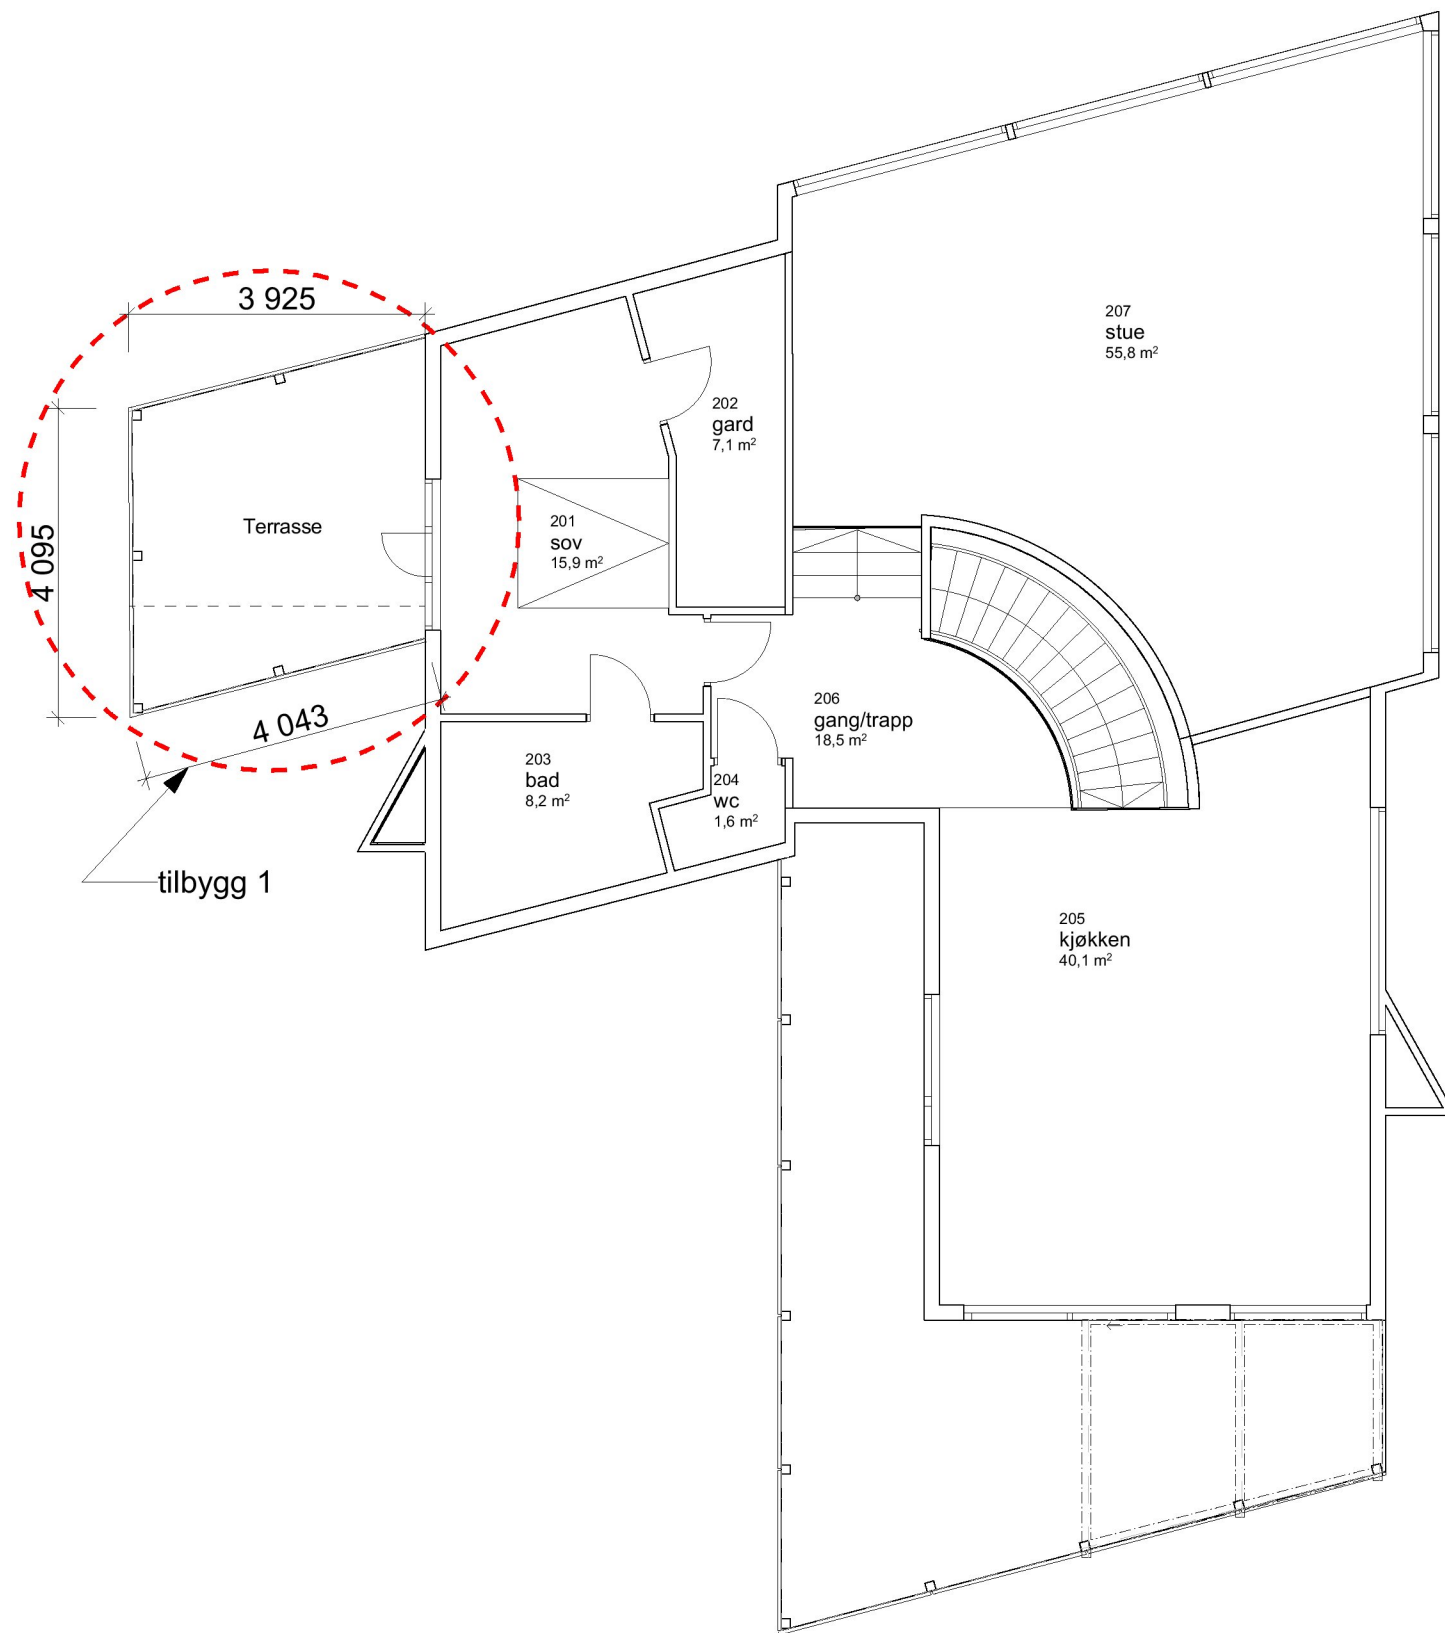 3 925
207
stue
55,8 m²
202
gard
7,1 m²
4 095
Terrasse
201
sov
15,9 m²
4 043
206
gang/trapp
18,5 m²
203
bad
8,2 m²
204
wc
1,6 m²
tilbygg 1
205
kjøkken
40,1 m²